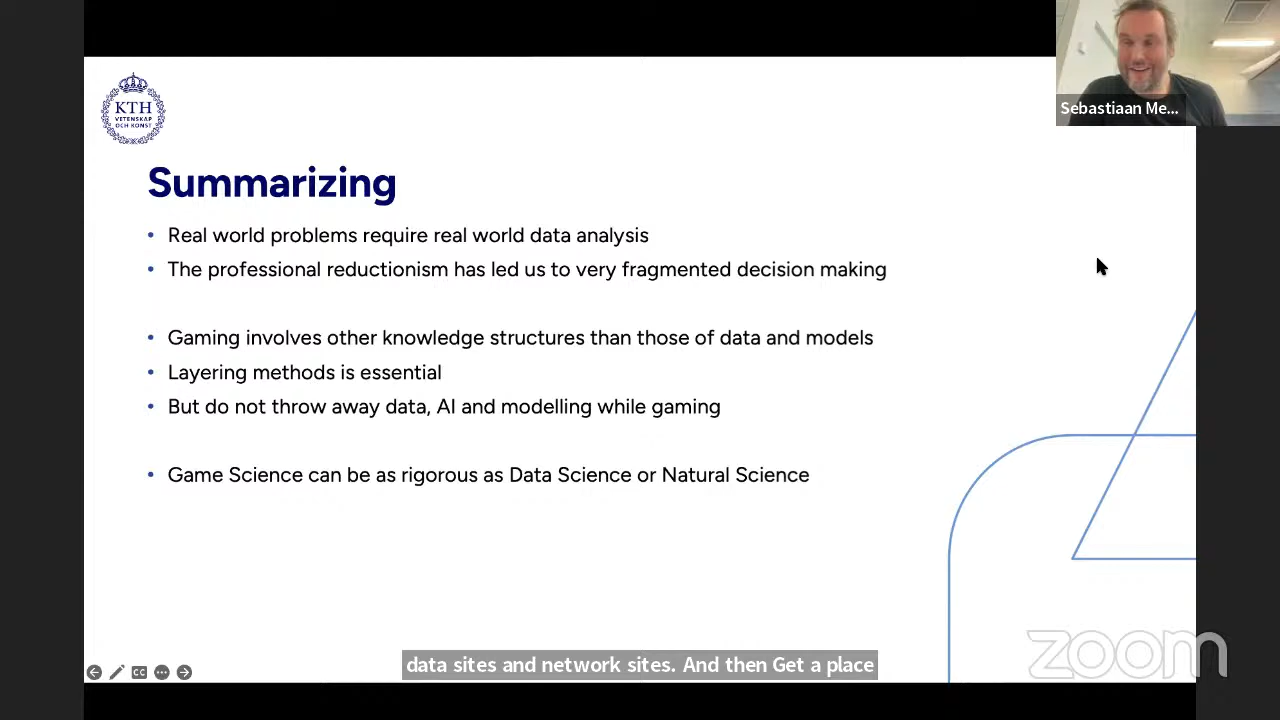 KTH
VETENSKAP
OCH KONST
Sebastiaan Me...
Summarizing
• Real world problems require real world data analysis
• The professional reductionism has led us to very fragmented decision making
• Gaming involves other knowledge structures than those of data and models
• Layering methods is essential
• But do not throw away data, AI and modelling while gaming
• Game Science can be as rigorous as Data Science or Natural Science
CC
data sites and network sites. And then Get a place
zoom